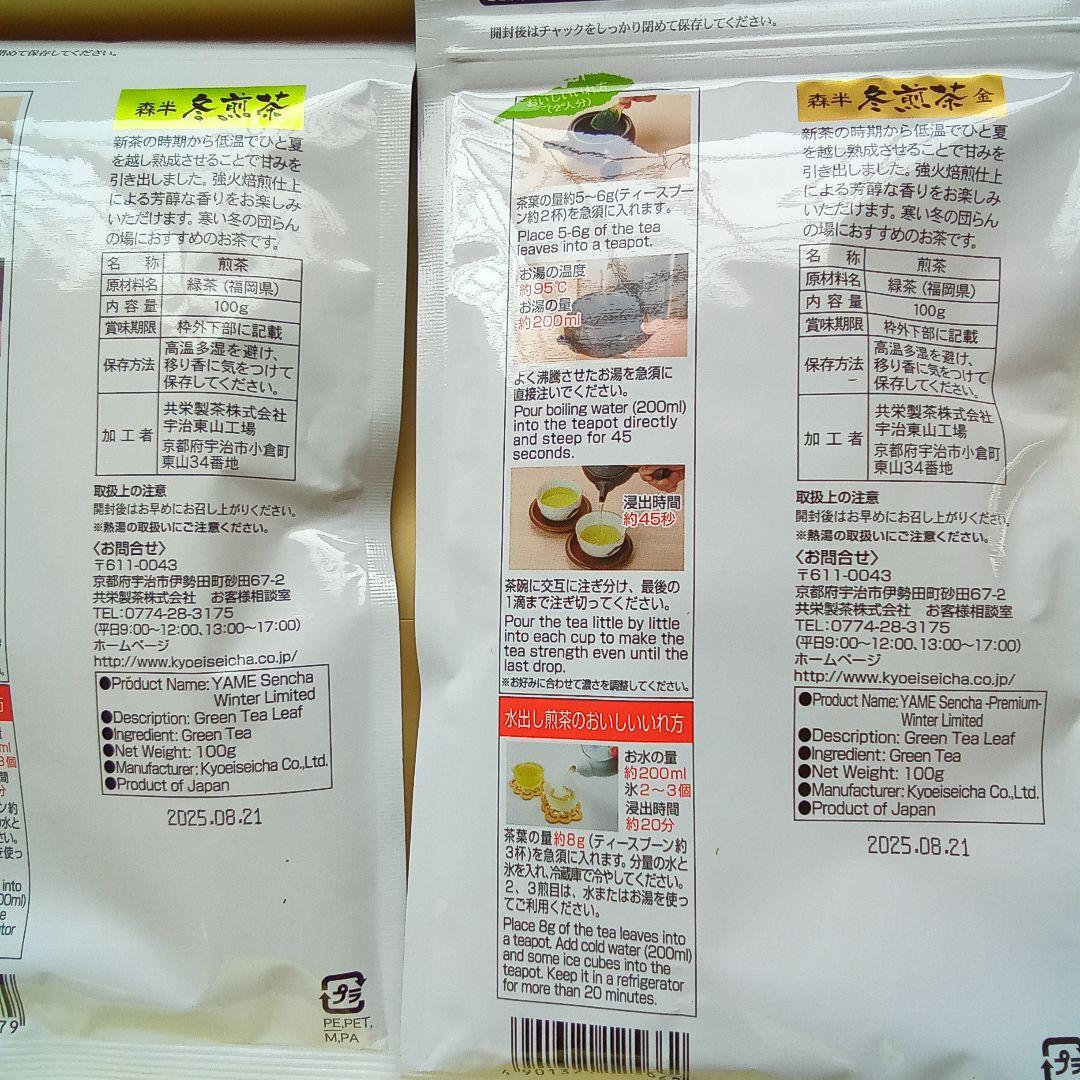 閉めて保存してください。
森半 冬煎茶
新茶の時期から低温でひと夏
を越し熟成させることで甘みを
引き出しました。強火焙煎仕上
による芳醇な香りをお楽しみ
いただけます。寒い冬の団らん
の場におすすめのお茶です。
名 称 煎茶
原材料名 緑茶(福岡県)
内容量 100g
賞味期限 枠外下部に記載
保存方法 高温多湿を避け、
移り香に気をつけて
保存してください。
加工者 共栄製茶株式会社
宇治東山工場
京都府宇治市小倉町
東山34番地
取扱上の注意
開封後はお早めにお召し上がりください。
※熱湯の取扱いにご注意ください。
〈お問合せ〉
〒611-0043
京都府宇治市伊勢田町砂田67-2
共栄製茶株式会社 お客様相談室
TEL:0774-28-3175
(平日9:00〜12:00、13:00〜17:00)
ホームページ
http://www.kyoeiseicha.co.jp/
●Product Name: YAME Sencha
Winter Limited
●Description: Green Tea Leaf
●Ingredient: Green Tea
●Net Weight: 100g
●Manufacturer: Kyoeiseicha Co.,Ltd.
●Product of Japan
2025.08.21
プラ
PE,PET,
M,PA
開封後はチャックをしっかり閉めて保存してください。
おいしいいれ方
(2人分)
茶葉の量約5〜6g(ティースプー
ン約2杯)を急須に入れます。
Place 5-6g of the tea
leaves into a teapot.
お湯の温度
約95℃
お湯の量
約200ml
よく沸騰させたお湯を急須に
直接注いでください。
Pour boiling water (200ml)
into the teapot directly
and steep for 45
seconds.
浸出時間
約45秒
茶碗に交互に注ぎ分け、最後の
1滴まで注ぎ切ってください。
Pour the tea little by little
into each cup to make the
tea strength even until the
last drop.
※お好みに合わせて濃さを調整してください。
水出し煎茶のおいしいいれ方
お水の量
約200ml
氷2〜3個
浸出時間
約20分
茶葉の量約8g(ティースプーン約
3杯)を急須に入れます。分量の水と
氷を入れ、冷蔵庫で冷やしてください。
2、3煎目は、水またはお湯を使っ
てご利用ください。
Place 8g of the tea leaves into
a teapot. Add cold water (200ml)
and some ice cubes into the
teapot. Keep it in a refrigerator
for more than 20 minutes.
森半 冬煎茶 金
新茶の時期から低温でひと夏
を越し熟成させることで甘みを
引き出しました。強火焙煎仕上
による芳醇な香りをお楽しみ
いただけます。寒い冬の団らん
の場におすすめのお茶です。
名 称 煎茶
原材料名 緑茶(福岡県)
内容量 100g
賞味期限 枠外下部に記載
保存方法 高温多湿を避け、
移り香に気をつけて
保存してください。
加工者 共栄製茶株式会社
宇治東山工場
京都府宇治市小倉町
東山34番地
取扱上の注意
開封後はお早めにお召し上がりください。
※熱湯の取扱いにご注意ください。
〈お問合せ〉
〒611-0043
京都府宇治市伊勢田町砂田67-2
共栄製茶株式会社 お客様相談室
TEL:0774-28-3175
(平日9:00〜12:00、13:00〜17:00)
ホームページ
http://www.kyoeiseicha.co.jp/
●Product Name: YAME Sencha -Premium-
Winter Limited
●Description: Green Tea Leaf
●Ingredient: Green Tea
●Net Weight: 100g
●Manufacturer: Kyoeiseicha Co.,Ltd.
●Product of Japan
2025.08.21
プラ